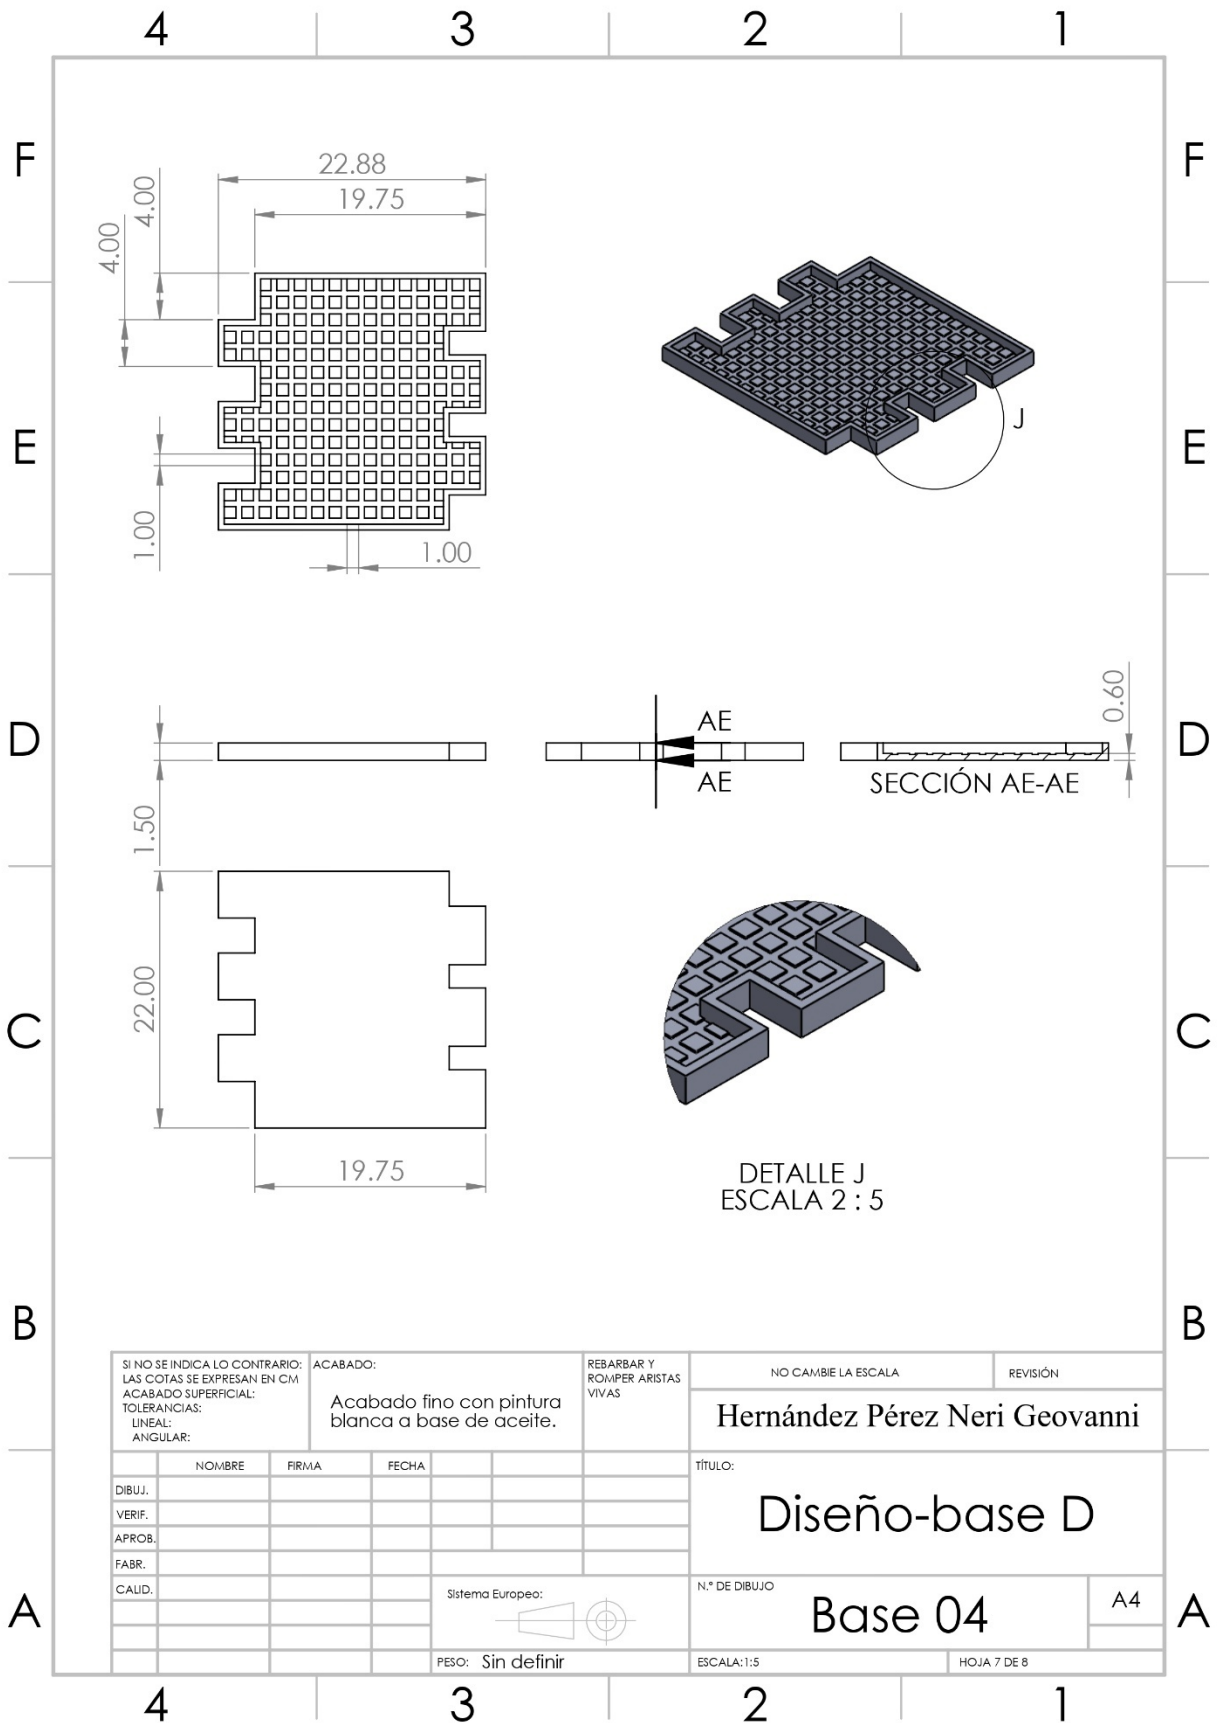 4 3 2 1
F F
22.88
19.75
4.00
4.00
J
E E
1.00
1.00
0.60
D D
AE
AE
SECCIÓN AE-AE
1.50
22.00
C C
19.75
DETALLE J
ESCALA 2 : 5
B B
SI NO SE INDICA LO CONTRARIO:
LAS COTAS SE EXPRESAN EN CM
ACABADO SUPERFICIAL:
TOLERANCIAS:
LINEAL:
ANGULAR:
ACABADO:
Acabado fino con pintura
blanca a base de aceite.
REBARBAR Y
ROMPER ARISTAS
VIVAS
NO CAMBIE LA ESCALA
REVISIÓN
Hernández Pérez Neri Geovanni
NOMBRE FIRMA FECHA
DIBUJ.
VERIF.
APROB.
FABR.
CALID.
TÍTULO:
Diseño-base D
Sistema Europeo:
N.º DE DIBUJO
Base 04
A4
A A
PESO: Sin definir
ESCALA:1:5
HOJA 7 DE 8
4 3 2 1